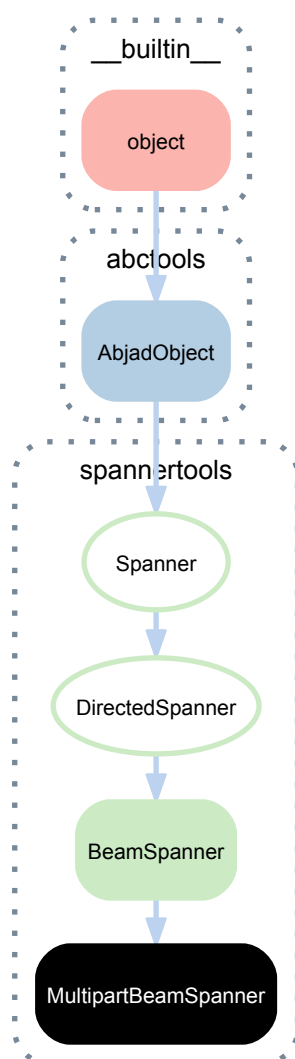 __builtin__
object
abctools
AbjadObject
spannertools
Spanner
DirectedSpanner
BeamSpanner
MultipartBeamSpanner